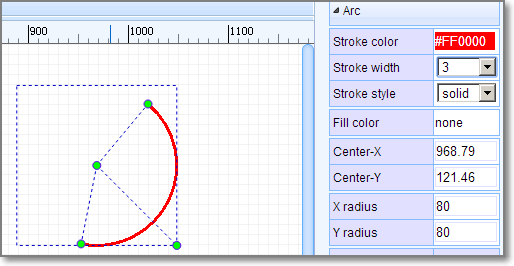 900 1000 1100
Arc
Stroke color #FF0000
Stroke width 3
Stroke style solid
Fill color none
Center-X 968.79
Center-Y 121.46
X radius 80
Y radius 80